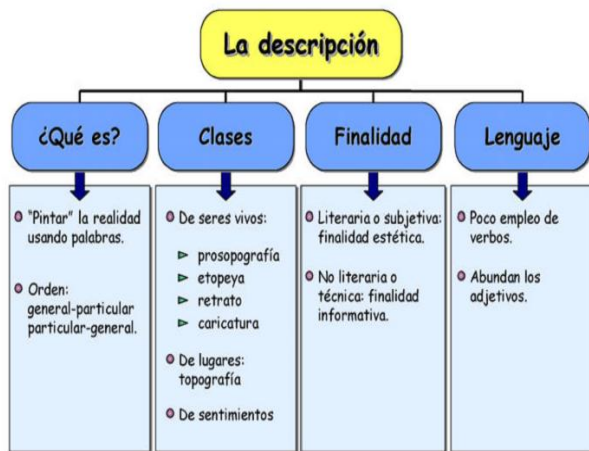 La descripción
¿Qué es?
"Pintar" la realidad
usando palabras.
Orden:
general-particular
particular-general.
Clases
De seres vivos:
prosopografía
etopeya
retrato
caricatura
De lugares:
topografía
De sentimientos
Finalidad
Literaria o subjetiva:
finalidad estética.
No literaria o
técnica: finalidad
informativa.
Lenguaje
Poco empleo de
verbos.
Abundan los
adjetivos.